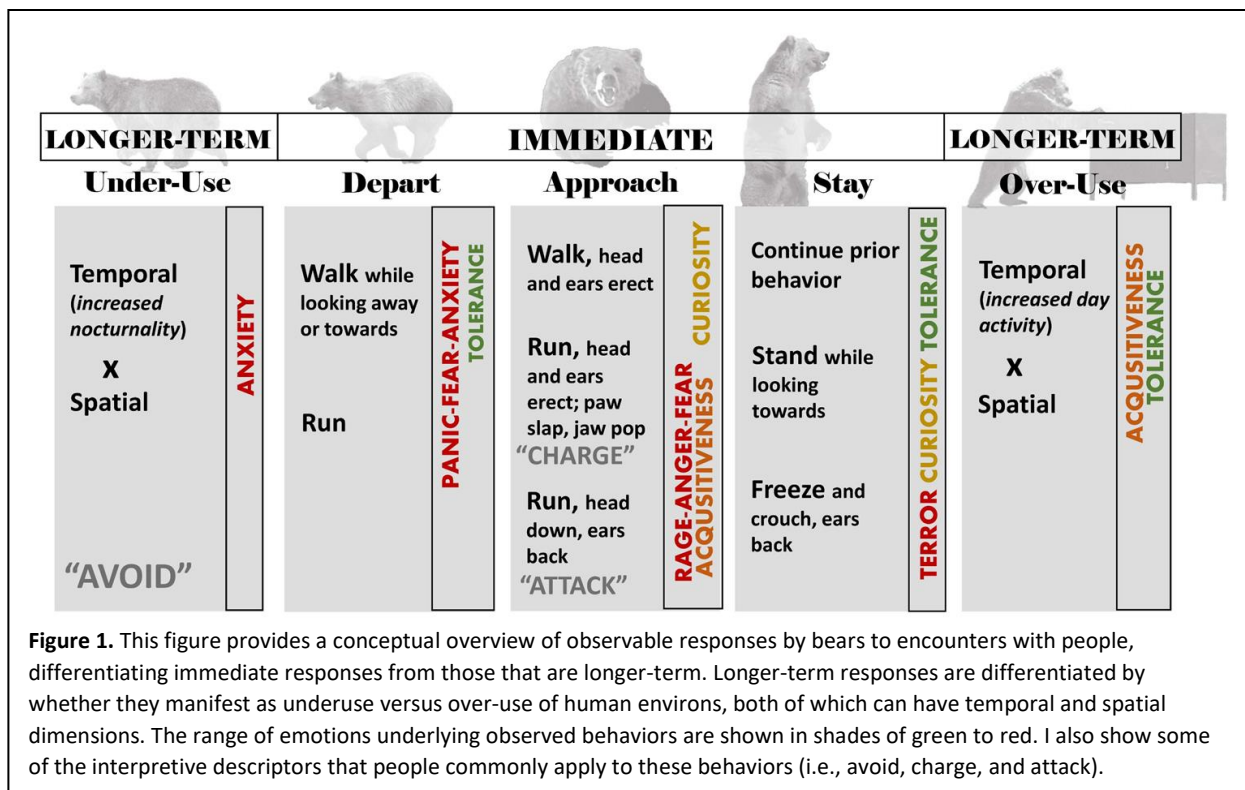 LONGER-TERM
IMMEDIATE
LONGER-TERM
Under-Use
Depart
Approach
Stay
Over-Use
Temporal
(increased
nocturnality)
X
Spatial
"AVOID"
ANXIETY
Walk while
looking away
or towards
Run
PANIC-FEAR-ANXIETY
TOLERANCE
Walk, head
and ears erect
Run, head
and ears
erect; paw
slap, jaw pop
"CHARGE"
Run, head
down, ears
back
"ATTACK"
CURIOSITY
RAGE-ANGER-FEAR
ACQUSITIVENESS
Continue prior
behavior
Stand while
looking
towards
Freeze and
crouch, ears
back
TERROR CURIOSITY TOLERANCE
Temporal
(increased day
activity)
X
Spatial
ACQUSITIVENESS
TOLERANCE
Figure 1. This figure provides a conceptual overview of observable responses by bears to encounters with people,
differentiating immediate responses from those that are longer-term. Longer-term responses are differentiated by
whether they manifest as underuse versus over-use of human environs, both of which can have temporal and spatial
dimensions. The range of emotions underlying observed behaviors are shown in shades of green to red. I also show some
of the interpretive descriptors that people commonly apply to these behaviors (i.e., avoid, charge, and attack).